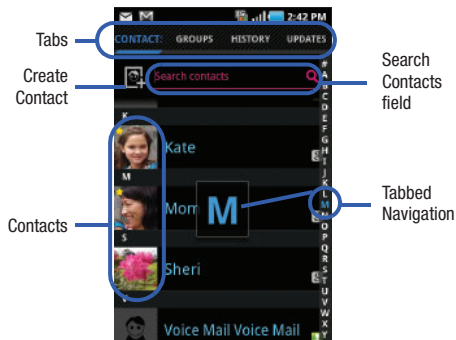 2:42 PM
Tabs
CONTACT: GROUPS HISTORY UPDATES
Create
Contact
Search contacts
Search
Contacts
field
K
Kate
M
Mom
M
Tabbed
Navigation
Contacts
S
Sheri
V
Voice Mail Voice Mail
#
A
B
C
D
E
F
G
H
I
J
K
L
M
N
O
P
Q
R
S
T
U
V
W
X
Y